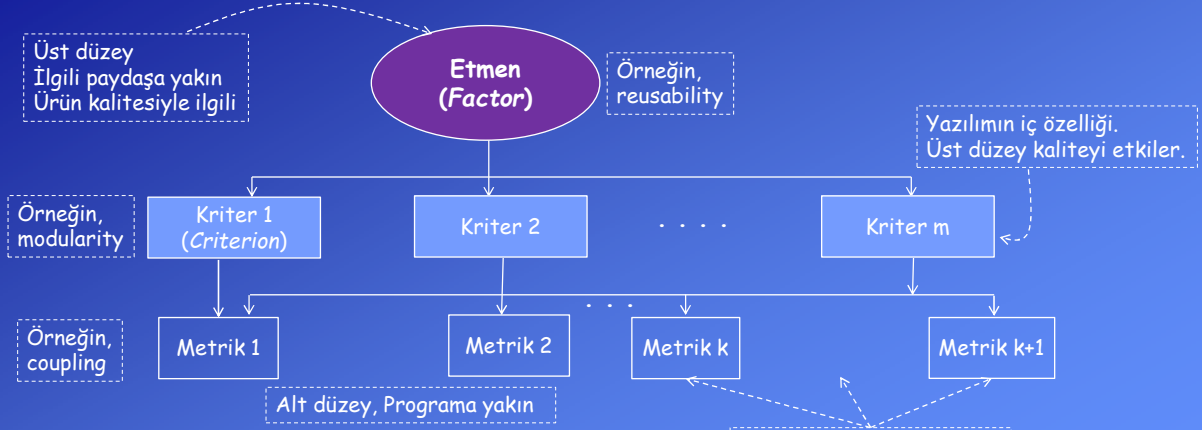 Üst düzey
İlgili paydaşa yakın
Ürün kalitesiyle ilgili
Etmen
(Factor)
Örneğin,
reusability
Yazılımın iç özelliği.
Üst düzey kaliteyi etkiler.
Örneğin,
modularity
Kriter 1
(Criterion)
Kriter 2
. . . .
Kriter m
. . .
Örneğin,
coupling
Metrik 1
Metrik 2
Metrik k
Metrik k+1
Alt düzey, Programa yakın